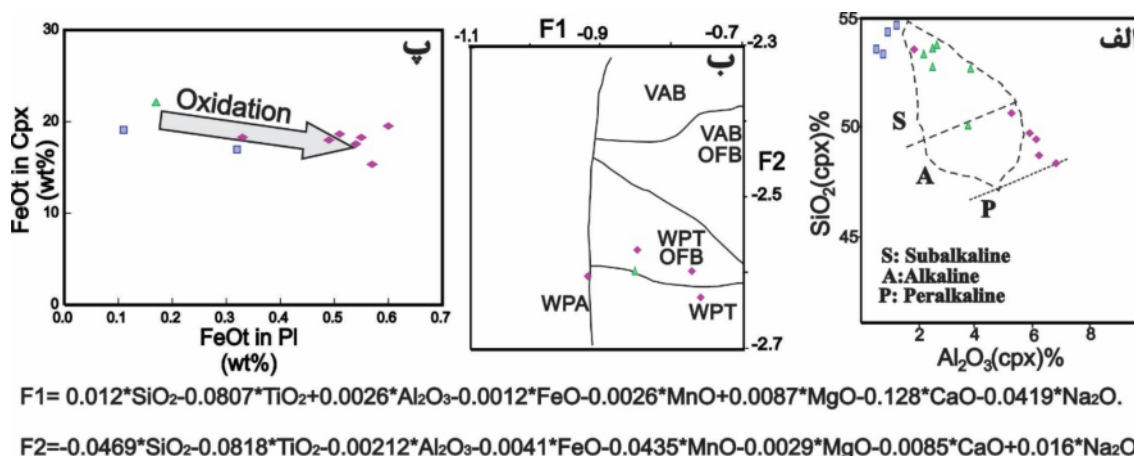 پ
30
20
10
0
FeOt in Cpx
(wt%)
Oxidation
0.0 0.1 0.2 0.3 0.4 0.5 0.6 0.7
FeOt in Pl
(wt%)
F1
-1.1 -0.9 -0.7
ب
-2.3
VAB
VAB
OFB
F2
-2.5
WPT
OFB
WPA
WPT
-2.7
الف
55
50
45
SiO₂(cpx)%
S
A
P
S: Subalkaline
A:Alkaline
P: Peralkaline
2 4 6 8
Al₂O₃(cpx)%
F1= 0.012*SiO₂-0.0807*TiO₂+0.0026*Al₂O₃-0.0012*FeO-0.0026*MnO+0.0087*MgO-0.128*CaO-0.0419*Na₂O.
F2=-0.0469*SiO₂-0.0818*TiO₂-0.00212*Al₂O₃-0.0041*FeO-0.0435*MnO-0.0029*MgO-0.0085*CaO+0.016*Na₂O